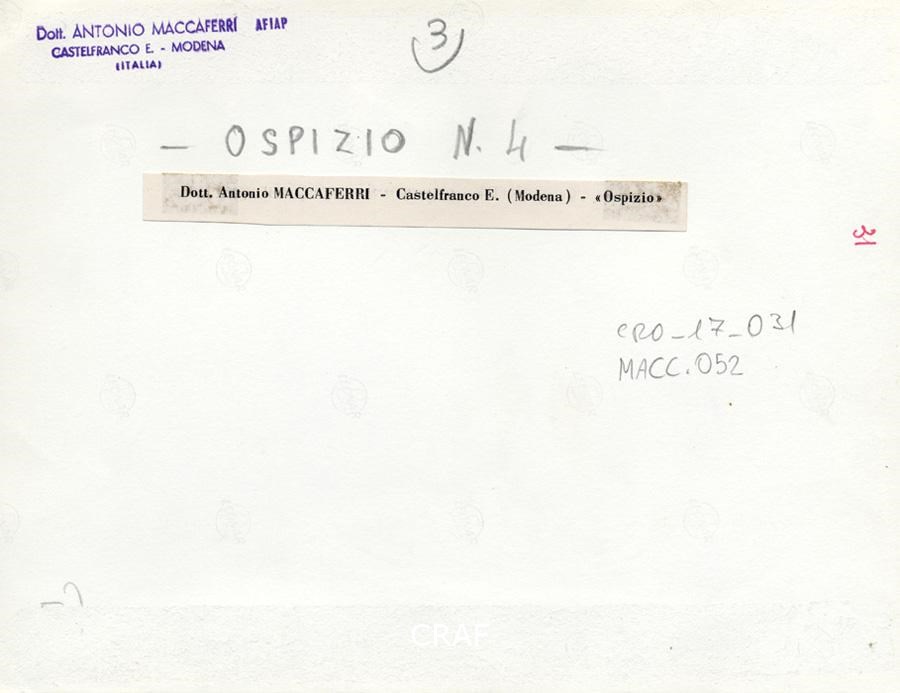 Dott. ANTONIO MACCAFERRI AFIAP
CASTELFRANCO E. - MODENA
(ITALIA)
3
— OSPIZIO N. 4 —
Dott. Antonio MACCAFERRI - Castelfranco E. (Modena) - «Ospizio»
31
CRO_17_031
MACC.052
CRAF